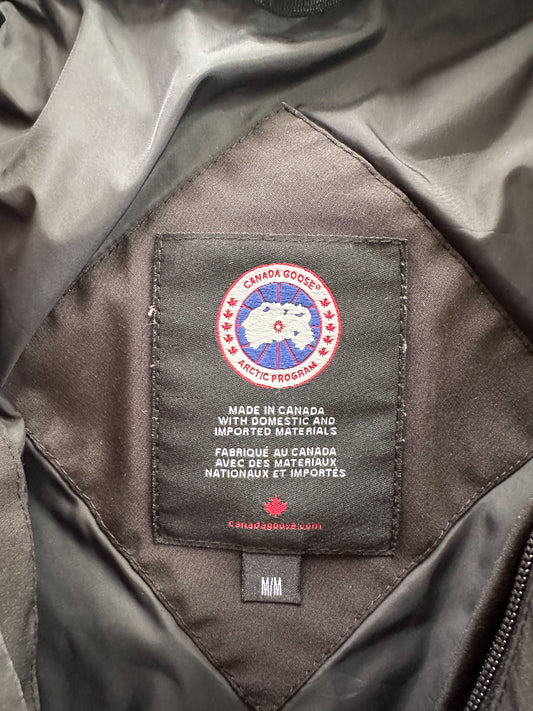 CANADA GOOSE®
ARCTIC PROGRAM
MADE IN CANADA
WITH DOMESTIC AND
IMPORTED MATERIALS
FABRIQUÉ AU CANADA
AVEC DES MATERIAUX
NATIONAUX ET IMPORTÉS
canadagoose.com
M/M